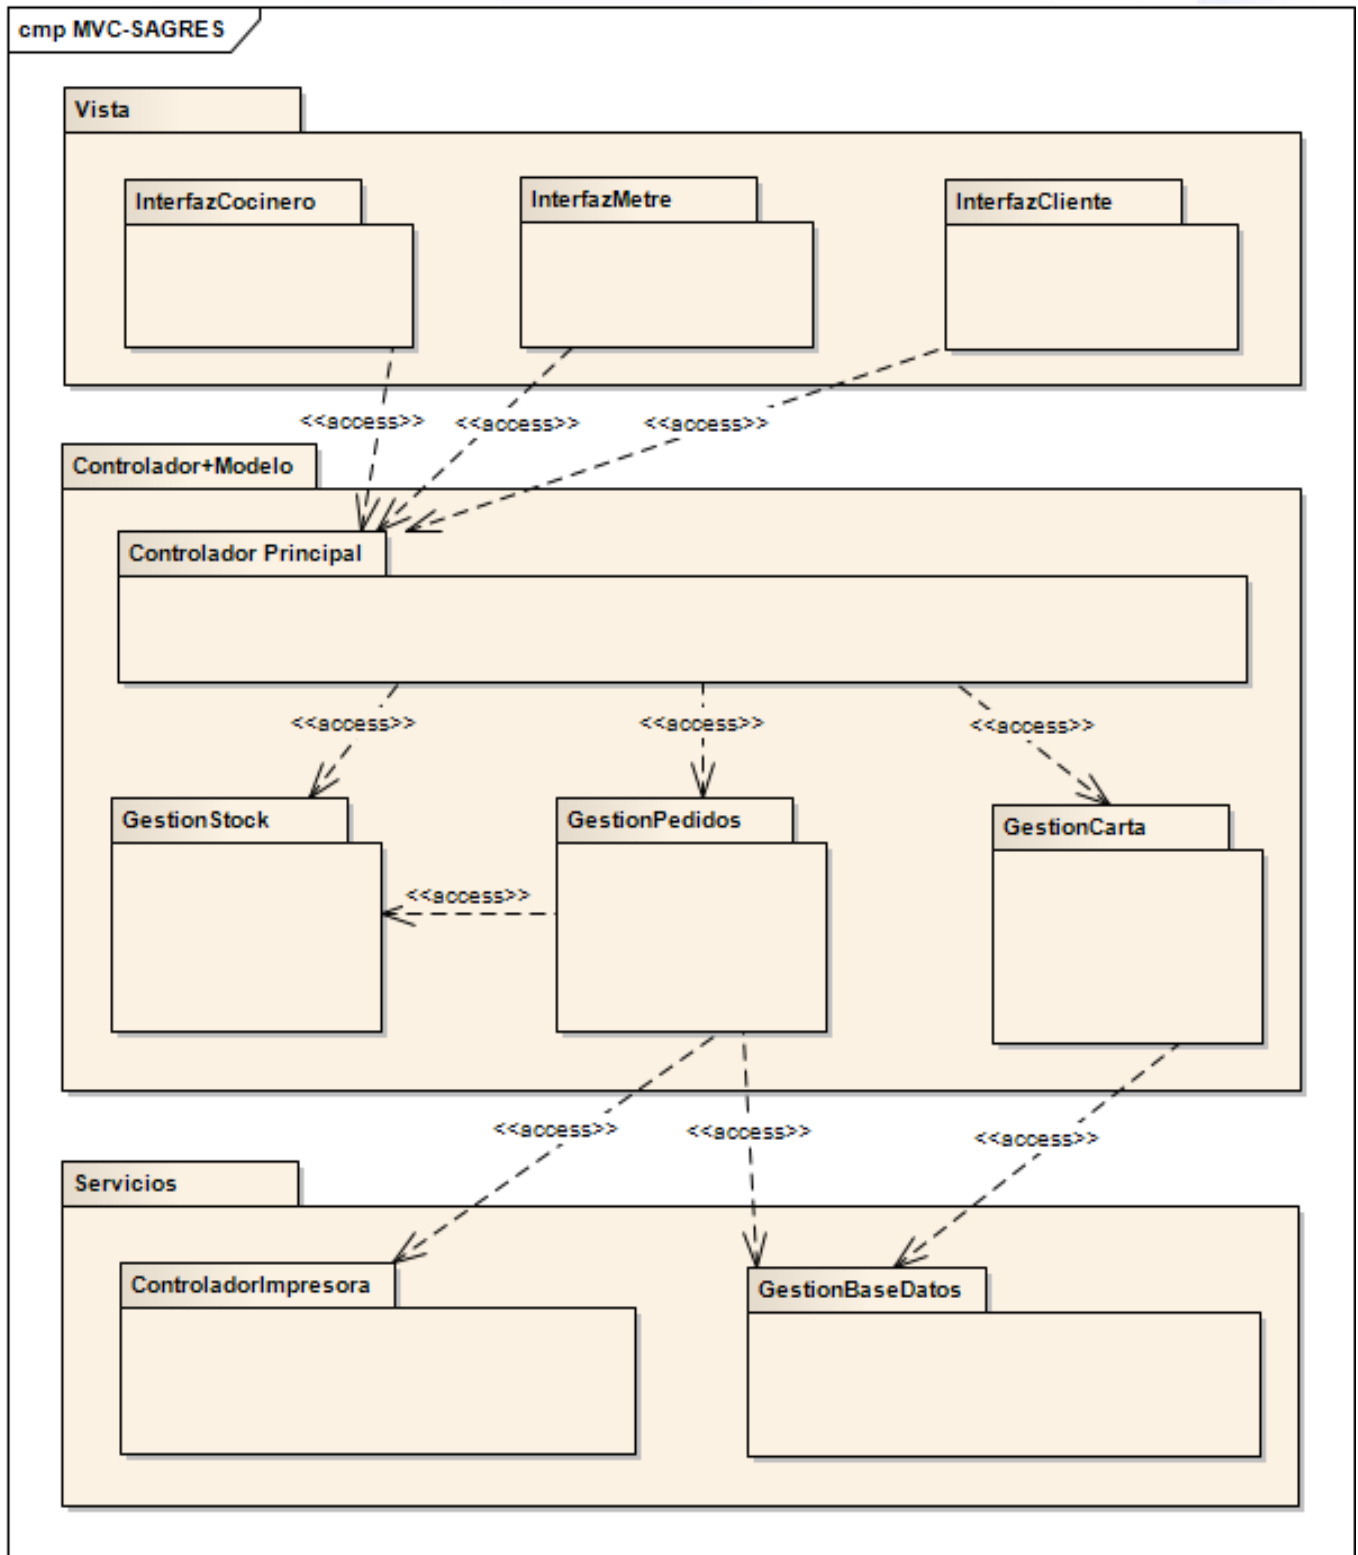 cmp MVC-SAGRES
Vista
InterfazCocinero
InterfazMetre
InterfazCliente
<<access>>
<<access>>
<<access>>
Controlador+Modelo
Controlador Principal
<<access>>
<<access>>
<<access>>
GestionStock
GestionPedidos
GestionCarta
<<access>>
<<access>>
<<access>>
<<access>>
Servicios
ControladorImpresora
GestionBaseDatos